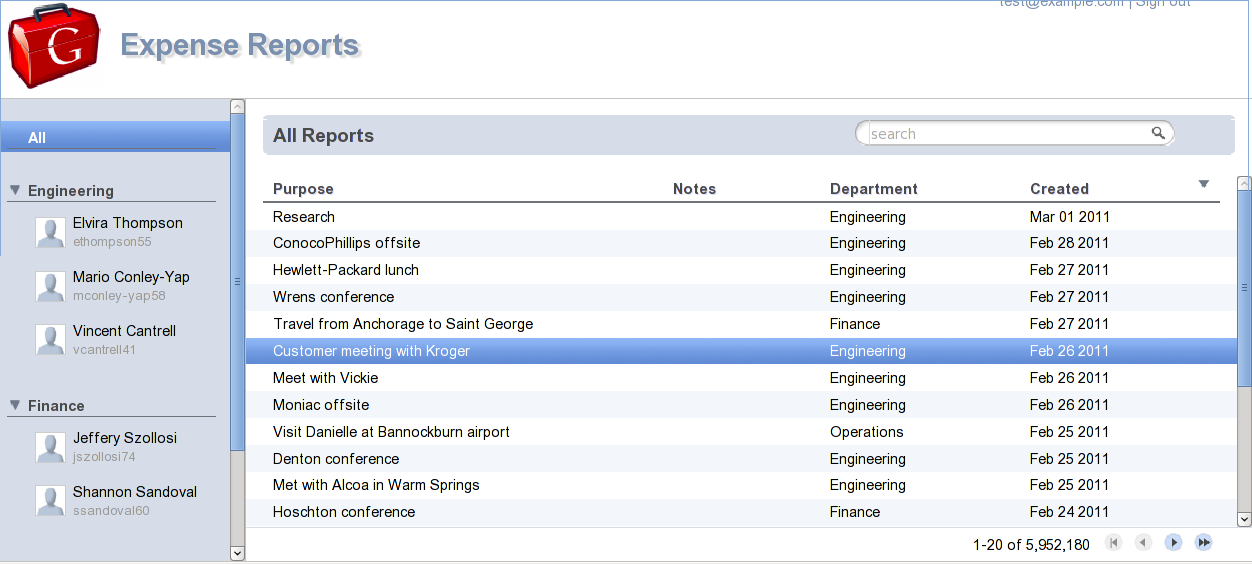 test@example.com | Sign out
G
Expense Reports
All
Engineering
Elvira Thompson
ethompson55
Mario Conley-Yap
mconley-yap58
Vincent Cantrell
vcantrell41
Finance
Jeffery Szollosi
jszollosi74
Shannon Sandoval
ssandoval60
All Reports
search
Purpose Notes Department Created
Research Engineering Mar 01 2011
ConocoPhillips offsite Engineering Feb 28 2011
Hewlett-Packard lunch Engineering Feb 27 2011
Wrens conference Engineering Feb 27 2011
Travel from Anchorage to Saint George Finance Feb 27 2011
Customer meeting with Kroger Engineering Feb 26 2011
Meet with Vickie Engineering Feb 26 2011
Moniac offsite Engineering Feb 26 2011
Visit Danielle at Bannockburn airport Operations Feb 25 2011
Denton conference Engineering Feb 25 2011
Met with Alcoa in Warm Springs Engineering Feb 25 2011
Hoschton conference Finance Feb 24 2011
1-20 of 5,952,180